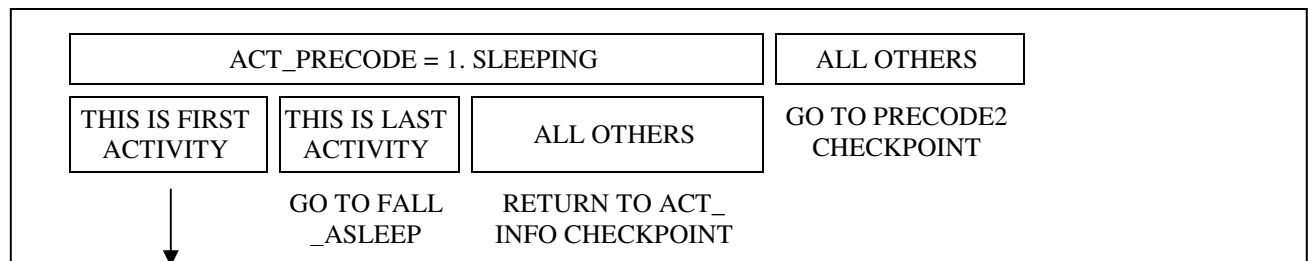 ACT_PRECODE = 1. SLEEPING
ALL OTHERS
THIS IS FIRST
ACTIVITY
THIS IS LAST
ACTIVITY
ALL OTHERS
GO TO PRECODE2
CHECKPOINT
GO TO FALL
_ASLEEP
RETURN TO ACT_
INFO CHECKPOINT